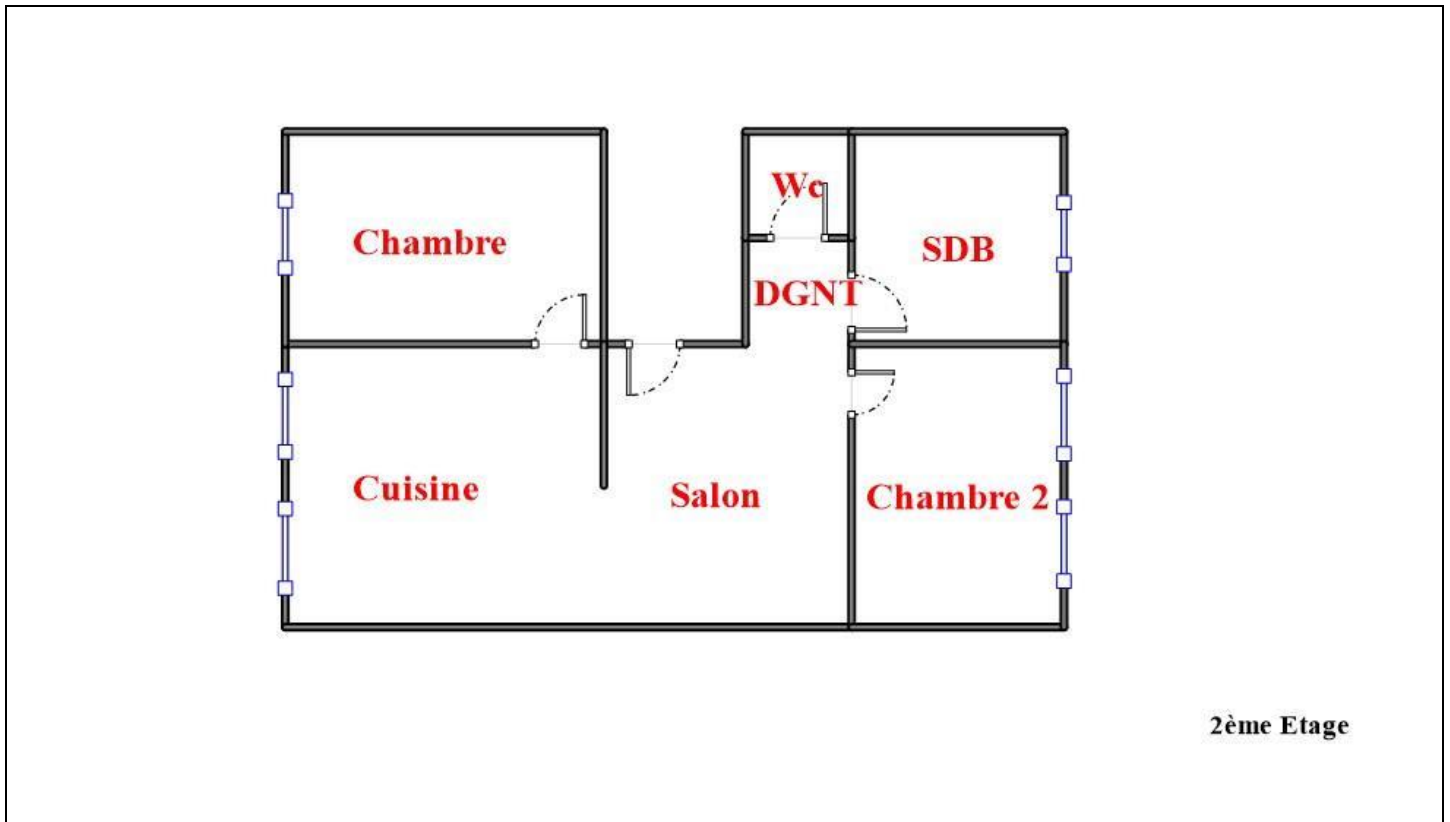 Wc
Chambre
SDB
DGNT
Cuisine
Salon
Chambre 2
2ème Etage